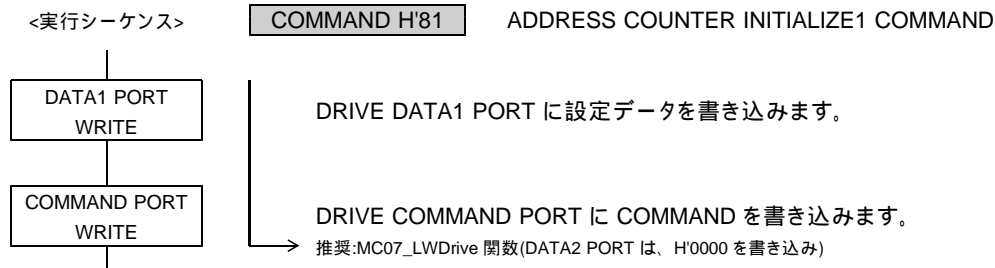 <実行シーケンス> COMMAND H'81 ADDRESS COUNTER INITIALIZE1 COMMAND
DATA1 PORT
WRITE
DRIVE DATA1 PORT に設定データを書き込みます。
COMMAND PORT
WRITE
DRIVE COMMAND PORT に COMMAND を書き込みます。
推奨:MC07_LWDrive 関数(DATA2 PORT は、H'0000 を書き込み)